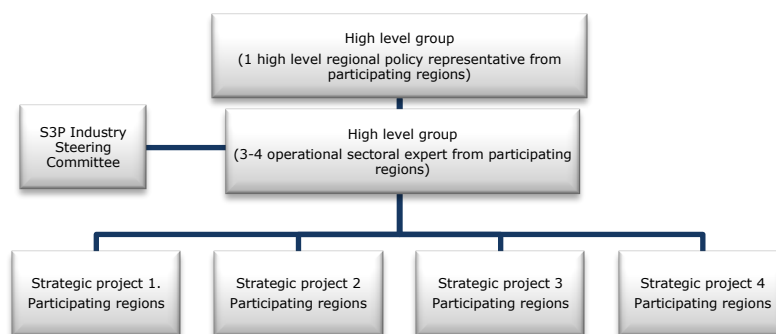 High level group
(1 high level regional policy representative from
participating regions)
S3P Industry
Steering
Committee
High level group
(3-4 operational sectoral expert from participating
regions)
Strategic project 1.
Participating regions
Strategic project 2
Participating regions
Strategic project 3
Participating regions
Strategic project 4
Participating regions